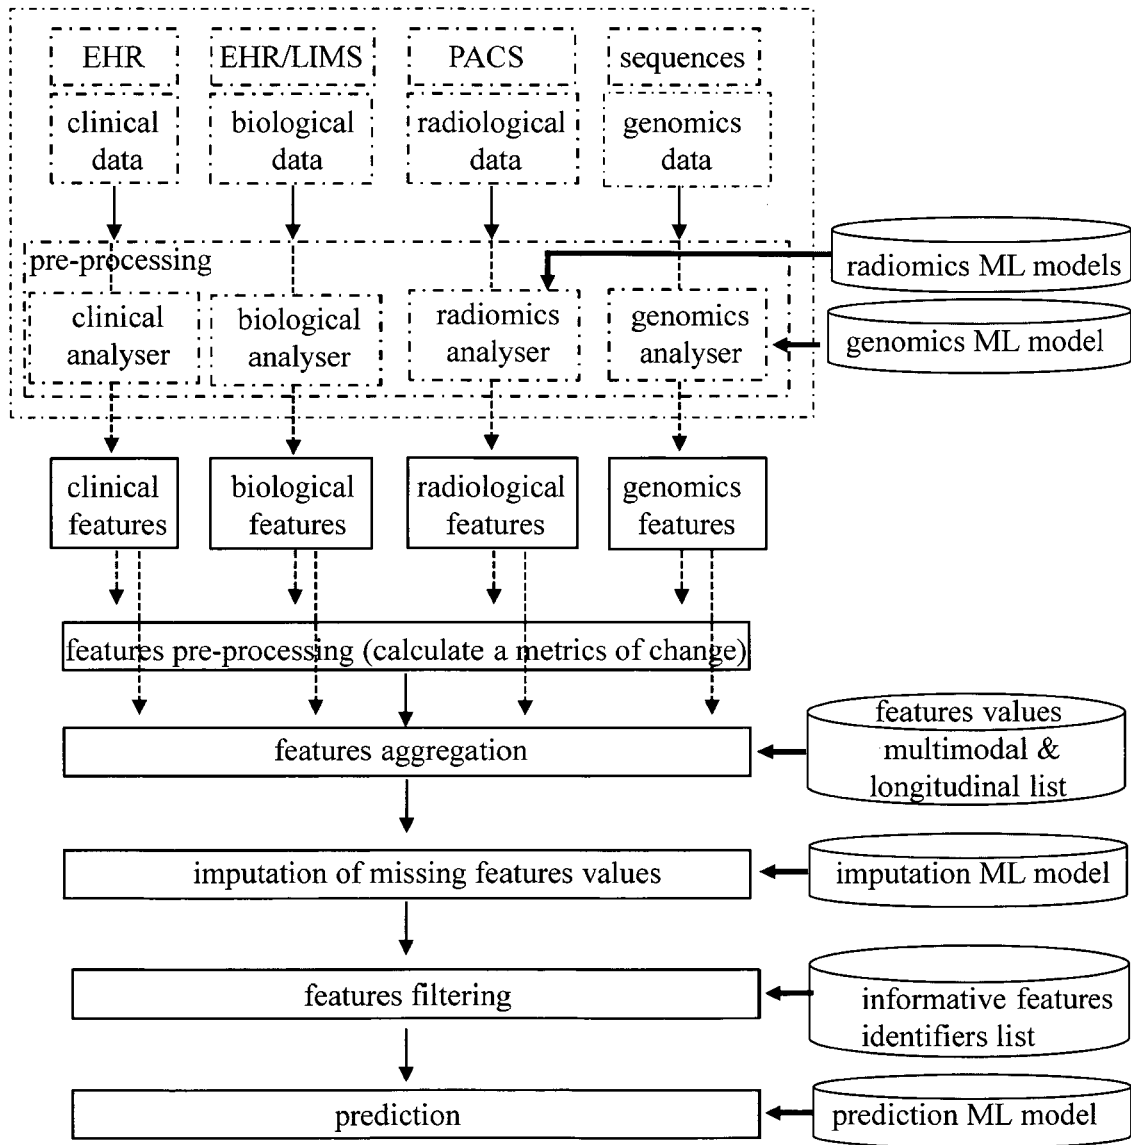 EHR
EHR/LIMS
PACS
sequences
clinical
data
biological
data
radiological
data
genomics
data
pre-processing
radiomics ML models
clinical
analyser
biological
analyser
radiomics
analyser
genomics
analyser
genomics ML model
clinical
features
biological
features
radiological
features
genomics
features
features pre-processing (calculate a metrics of change)
features aggregation
features values
multimodal &
longitudinal list
imputation of missing features values
imputation ML model
features filtering
informative features
identifiers list
prediction
prediction ML model